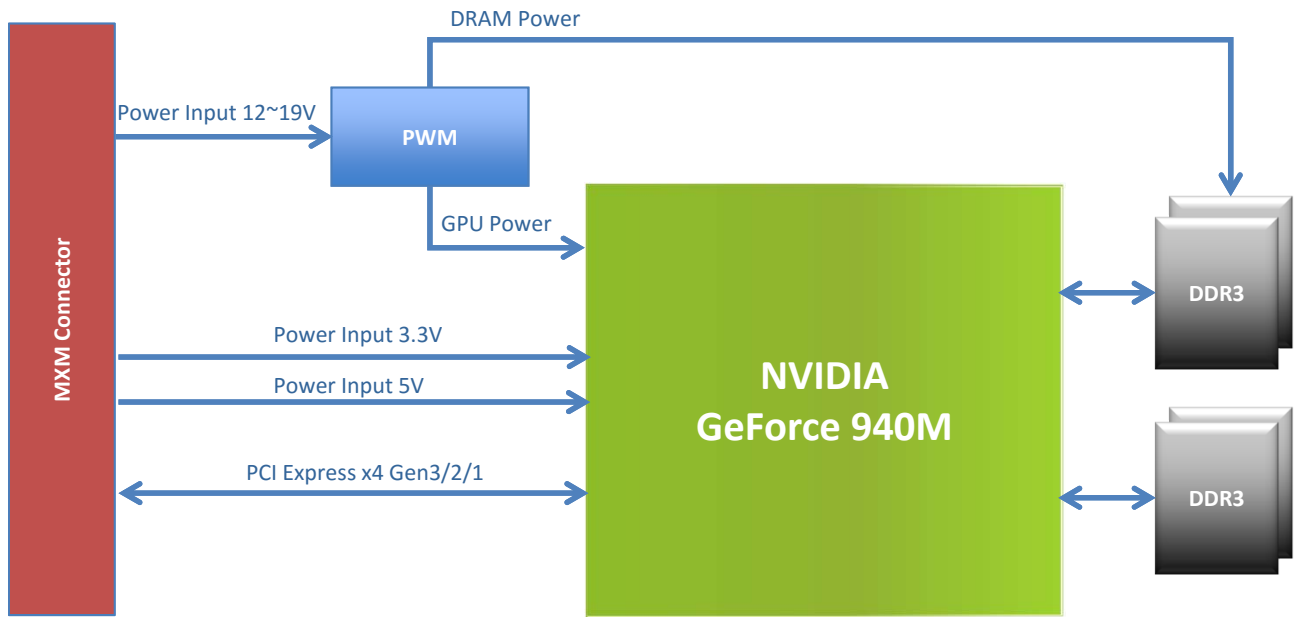 DRAM Power
Power Input 12~19V
PWM
GPU Power
MXM Connector
DDR3
Power Input 3.3V
NVIDIA
GeForce 940M
Power Input 5V
PCI Express x4 Gen3/2/1
DDR3